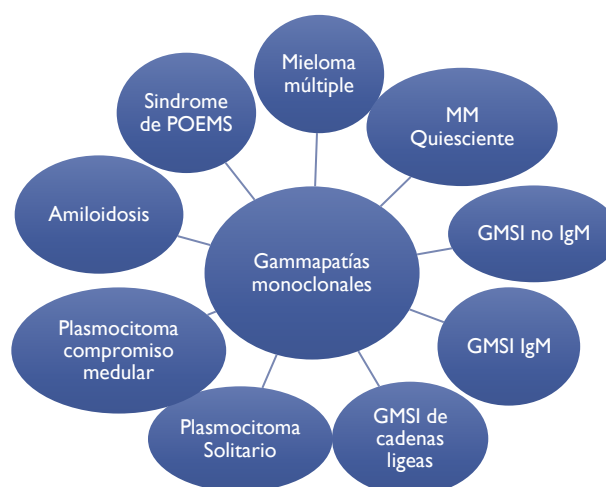 Mieloma
múltiple
MM
Quiesciente
GMSI no IgM
GMSI IgM
GMSI de
cadenas
ligeas
Plasmocitoma
Solitario
Plasmocitoma
compromiso
medular
Amiloidosis
Sindrome
de POEMS
Gammapatías
monoclonales